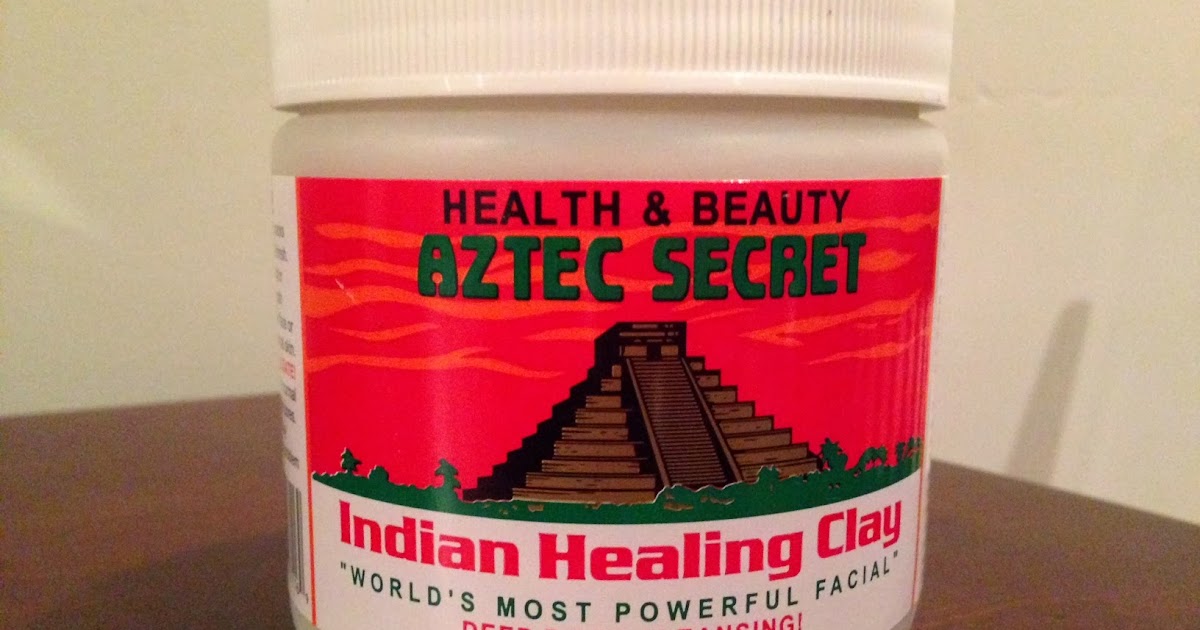 HEALTH & BEAUTY
AZTEC SECRET
Indian Healing Clay
"WORLD'S MOST POWERFUL FACIAL"